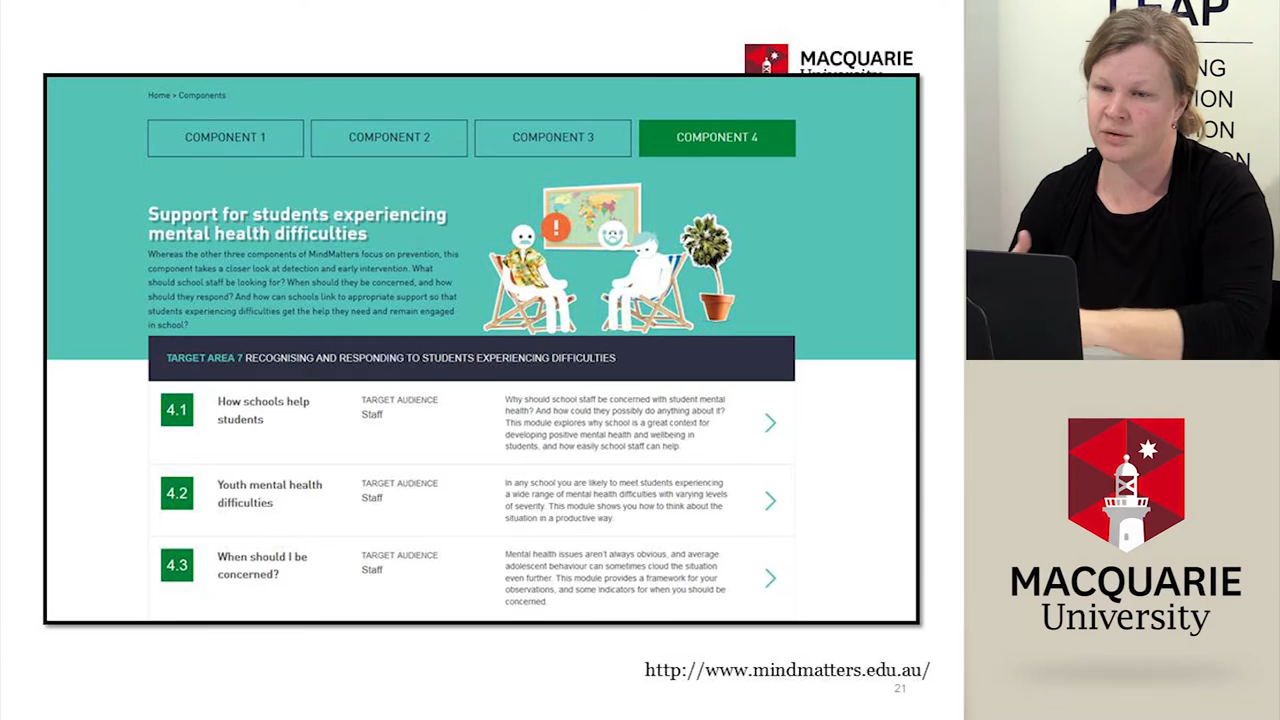 MACQUARIE
University
Home > Components
COMPONENT 1
COMPONENT 2
COMPONENT 3
COMPONENT 4
Support for students experiencing
mental health difficulties
Whereas the other three components of MindMatters focus on prevention, this
component takes a closer look at detection and early intervention. What
should school staff be looking for? When should they be concerned, and how
should they respond? And how can schools link to appropriate support so that
students experiencing difficulties get the help they need and remain engaged
in school?
!
TARGET AREA 7 RECOGNISING AND RESPONDING TO STUDENTS EXPERIENCING DIFFICULTIES
4.1
How schools help
students
TARGET AUDIENCE
Staff
Why should school staff be concerned with student mental
health? And how could they possibly do anything about it?
This module explores why school is a great context for
developing positive mental health and wellbeing in
students, and how easily school staff can help.
4.2
Youth mental health
difficulties
TARGET AUDIENCE
Staff
In any school you are likely to meet students experiencing
a wide range of mental health difficulties with varying levels
of severity. This module shows you how to think about the
situation in a productive way.
4.3
When should I be
concerned?
TARGET AUDIENCE
Staff
Mental health issues aren't always obvious, and average
adolescent behaviour can sometimes cloud the situation
even further. This module provides a framework for your
observations, and some indicators for when you should be
concerned.
http://www.mindmatters.edu.au/
21
LEAP
NG
ION
ION
ON
MACQUARIE
University